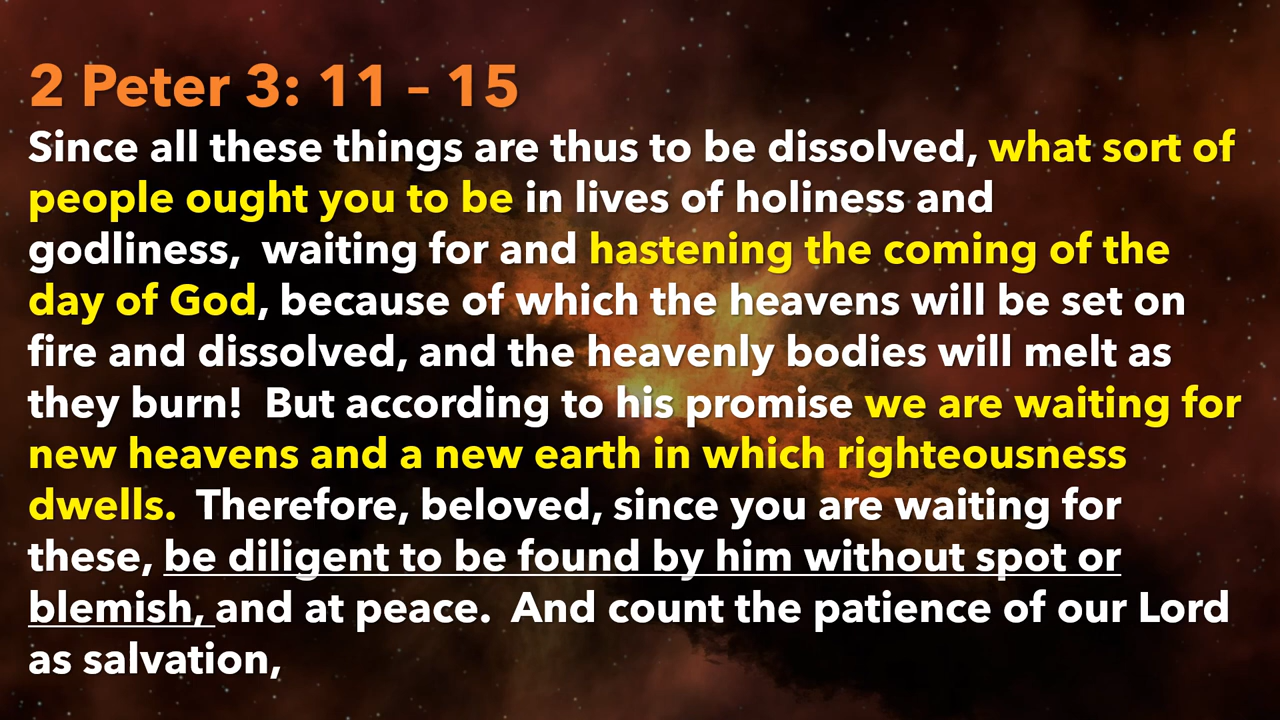 2 Peter 3: 11 – 15
Since all these things are thus to be dissolved, what sort of
people ought you to be in lives of holiness and
godliness,  waiting for and hastening the coming of the
day of God, because of which the heavens will be set on
fire and dissolved, and the heavenly bodies will melt as
they burn!  But according to his promise we are waiting for
new heavens and a new earth in which righteousness
dwells.  Therefore, beloved, since you are waiting for
these, be diligent to be found by him without spot or
blemish, and at peace.  And count the patience of our Lord
as salvation,